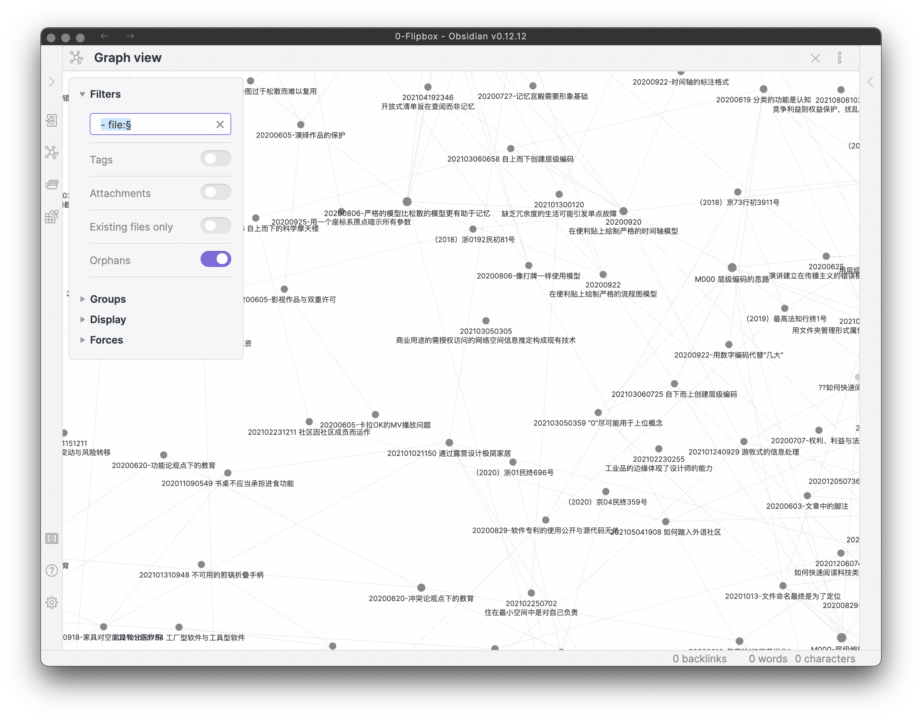 0-Flipbox - Obsidian v0.12.12
Graph view
Filters
- file:§
Tags
Attachments
Existing files only
Orphans
Groups
Display
Forces
图过于松散而难以复用
202104192346
开放式清单旨在查阅而非记忆
20200727-记忆宫殿需要形象基础
20200922-时间轴的标注格式
20200619 分类的功能是认知
竞争利益则权益保护，扰乱
20200605-演绎作品的保护
202103060658 自上而下创建层级编码
20200806-严格的模型比松散的模型更有助于记忆
20200925-用一个座标系原点暗示所有参数
自上而下的科学摩天楼
202101300120
缺乏冗余度的生活可能引发单点故障
20200920
在便利贴上绘制严格的时间轴模型
(2018）京73行初3911号
(2018）浙0192民初81号
20200806-像打牌一样使用模型
20200922
在便利贴上绘制严格的流程图模型
M000 层级编码的思路
演讲建立在传播主义的错误模
00605-影视作品与双重许可
202103050305
商业用途的需授权访问的网络空间信息推定构成现有技术
(2019）最高法知行终1号
用文件夹管理形式属性
20200922-用数字编码代替“几大”
202103060725 自下而上创建层级编码
??如何快速阅
202103050359 “0”尽可能用于上位概念
20200605-卡拉OK的MV播放问题
202102231211 社区因社区成员而运作
1151211
变动与风险转移
202101021150 通过露营设计极简家居
(2020）浙01民终696号
202102230255
工业品的边缘体现了设计师的能力
202101240929 游牧式的信息处理
20200707-权利、利益与法
20200620-功能论观点下的教育
202011090549 书桌不应当承担进食功能
(2020）京04民终359号
202012050736
20200603-文章中的脚注
20200829-软件专利的使用公开与源代码无关
202105041908 如何踏入外语社区
202101310948 不可用的煎锅折叠手柄
如何快速阅读科技类
20200620-冲突论观点下的教育
202102250702
住在最小空间中是对自己负责
20201013-文件命名最终是为了定位
20200829
0918-家具对空间具有分隔作用
工厂型软件与工具型软件
0 backlinks 0 words 0 characters